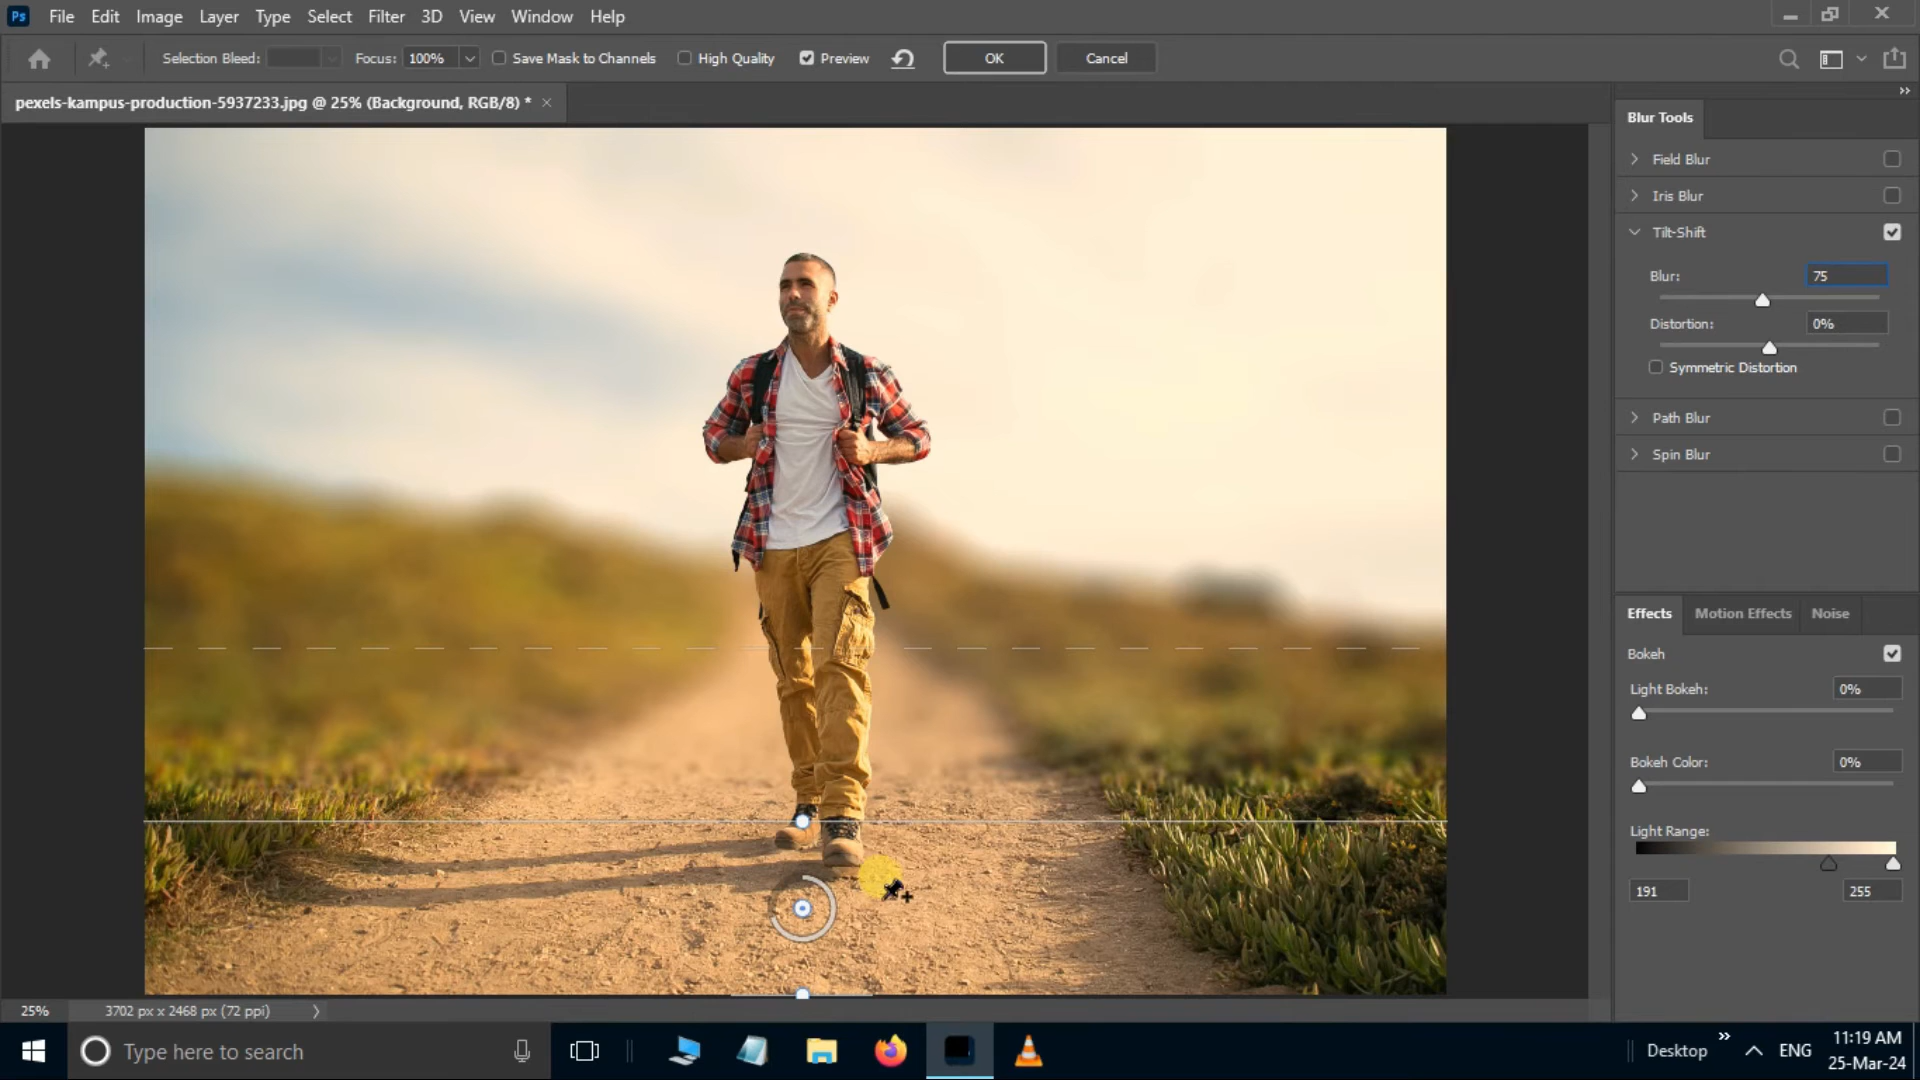 Ps File Edit Image Layer Type Select Filter 3D View Window Help
Selection Bleed: Focus: 100% Save Mask to Channels High Quality Preview OK Cancel
pexels-kampus-production-5937233.jpg @ 25% (Background, RGB/8) *
Blur Tools
Field Blur
Iris Blur
Tilt-Shift
Blur: 75
Distortion: 0%
Symmetric Distortion
Path Blur
Spin Blur
Effects Motion Effects Noise
Bokeh
Light Bokeh: 0%
Bokeh Color: 0%
Light Range:
191 255
25% 3702 px x 2468 px (72 ppi)
Type here to search
Desktop ENG 11:19 AM
25-Mar-24